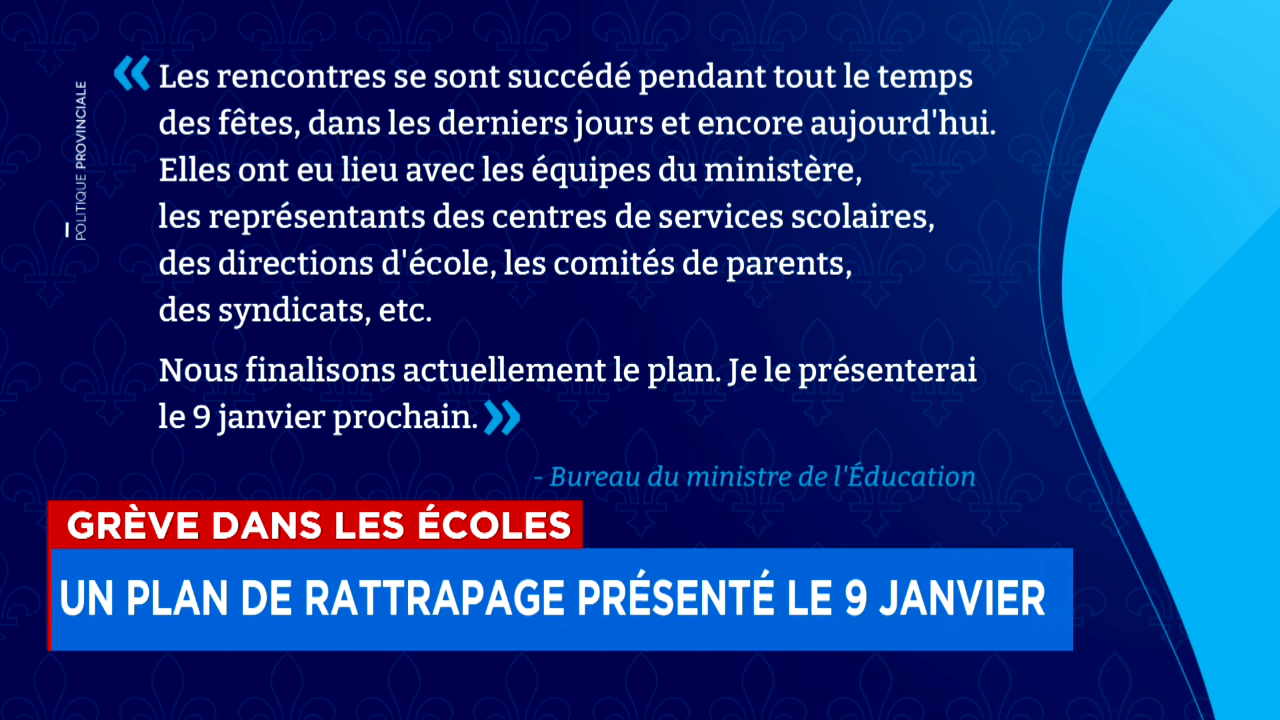 POLITIQUE PROVINCIALE
« Les rencontres se sont succédé pendant tout le temps
des fêtes, dans les derniers jours et encore aujourd'hui.
Elles ont eu lieu avec les équipes du ministère,
les représentants des centres de services scolaires,
des directions d'école, les comités de parents,
des syndicats, etc.
Nous finalisons actuellement le plan. Je le présenterai
le 9 janvier prochain. »
- Bureau du ministre de l'Éducation
GRÈVE DANS LES ÉCOLES
UN PLAN DE RATTRAPAGE PRÉSENTÉ LE 9 JANVIER